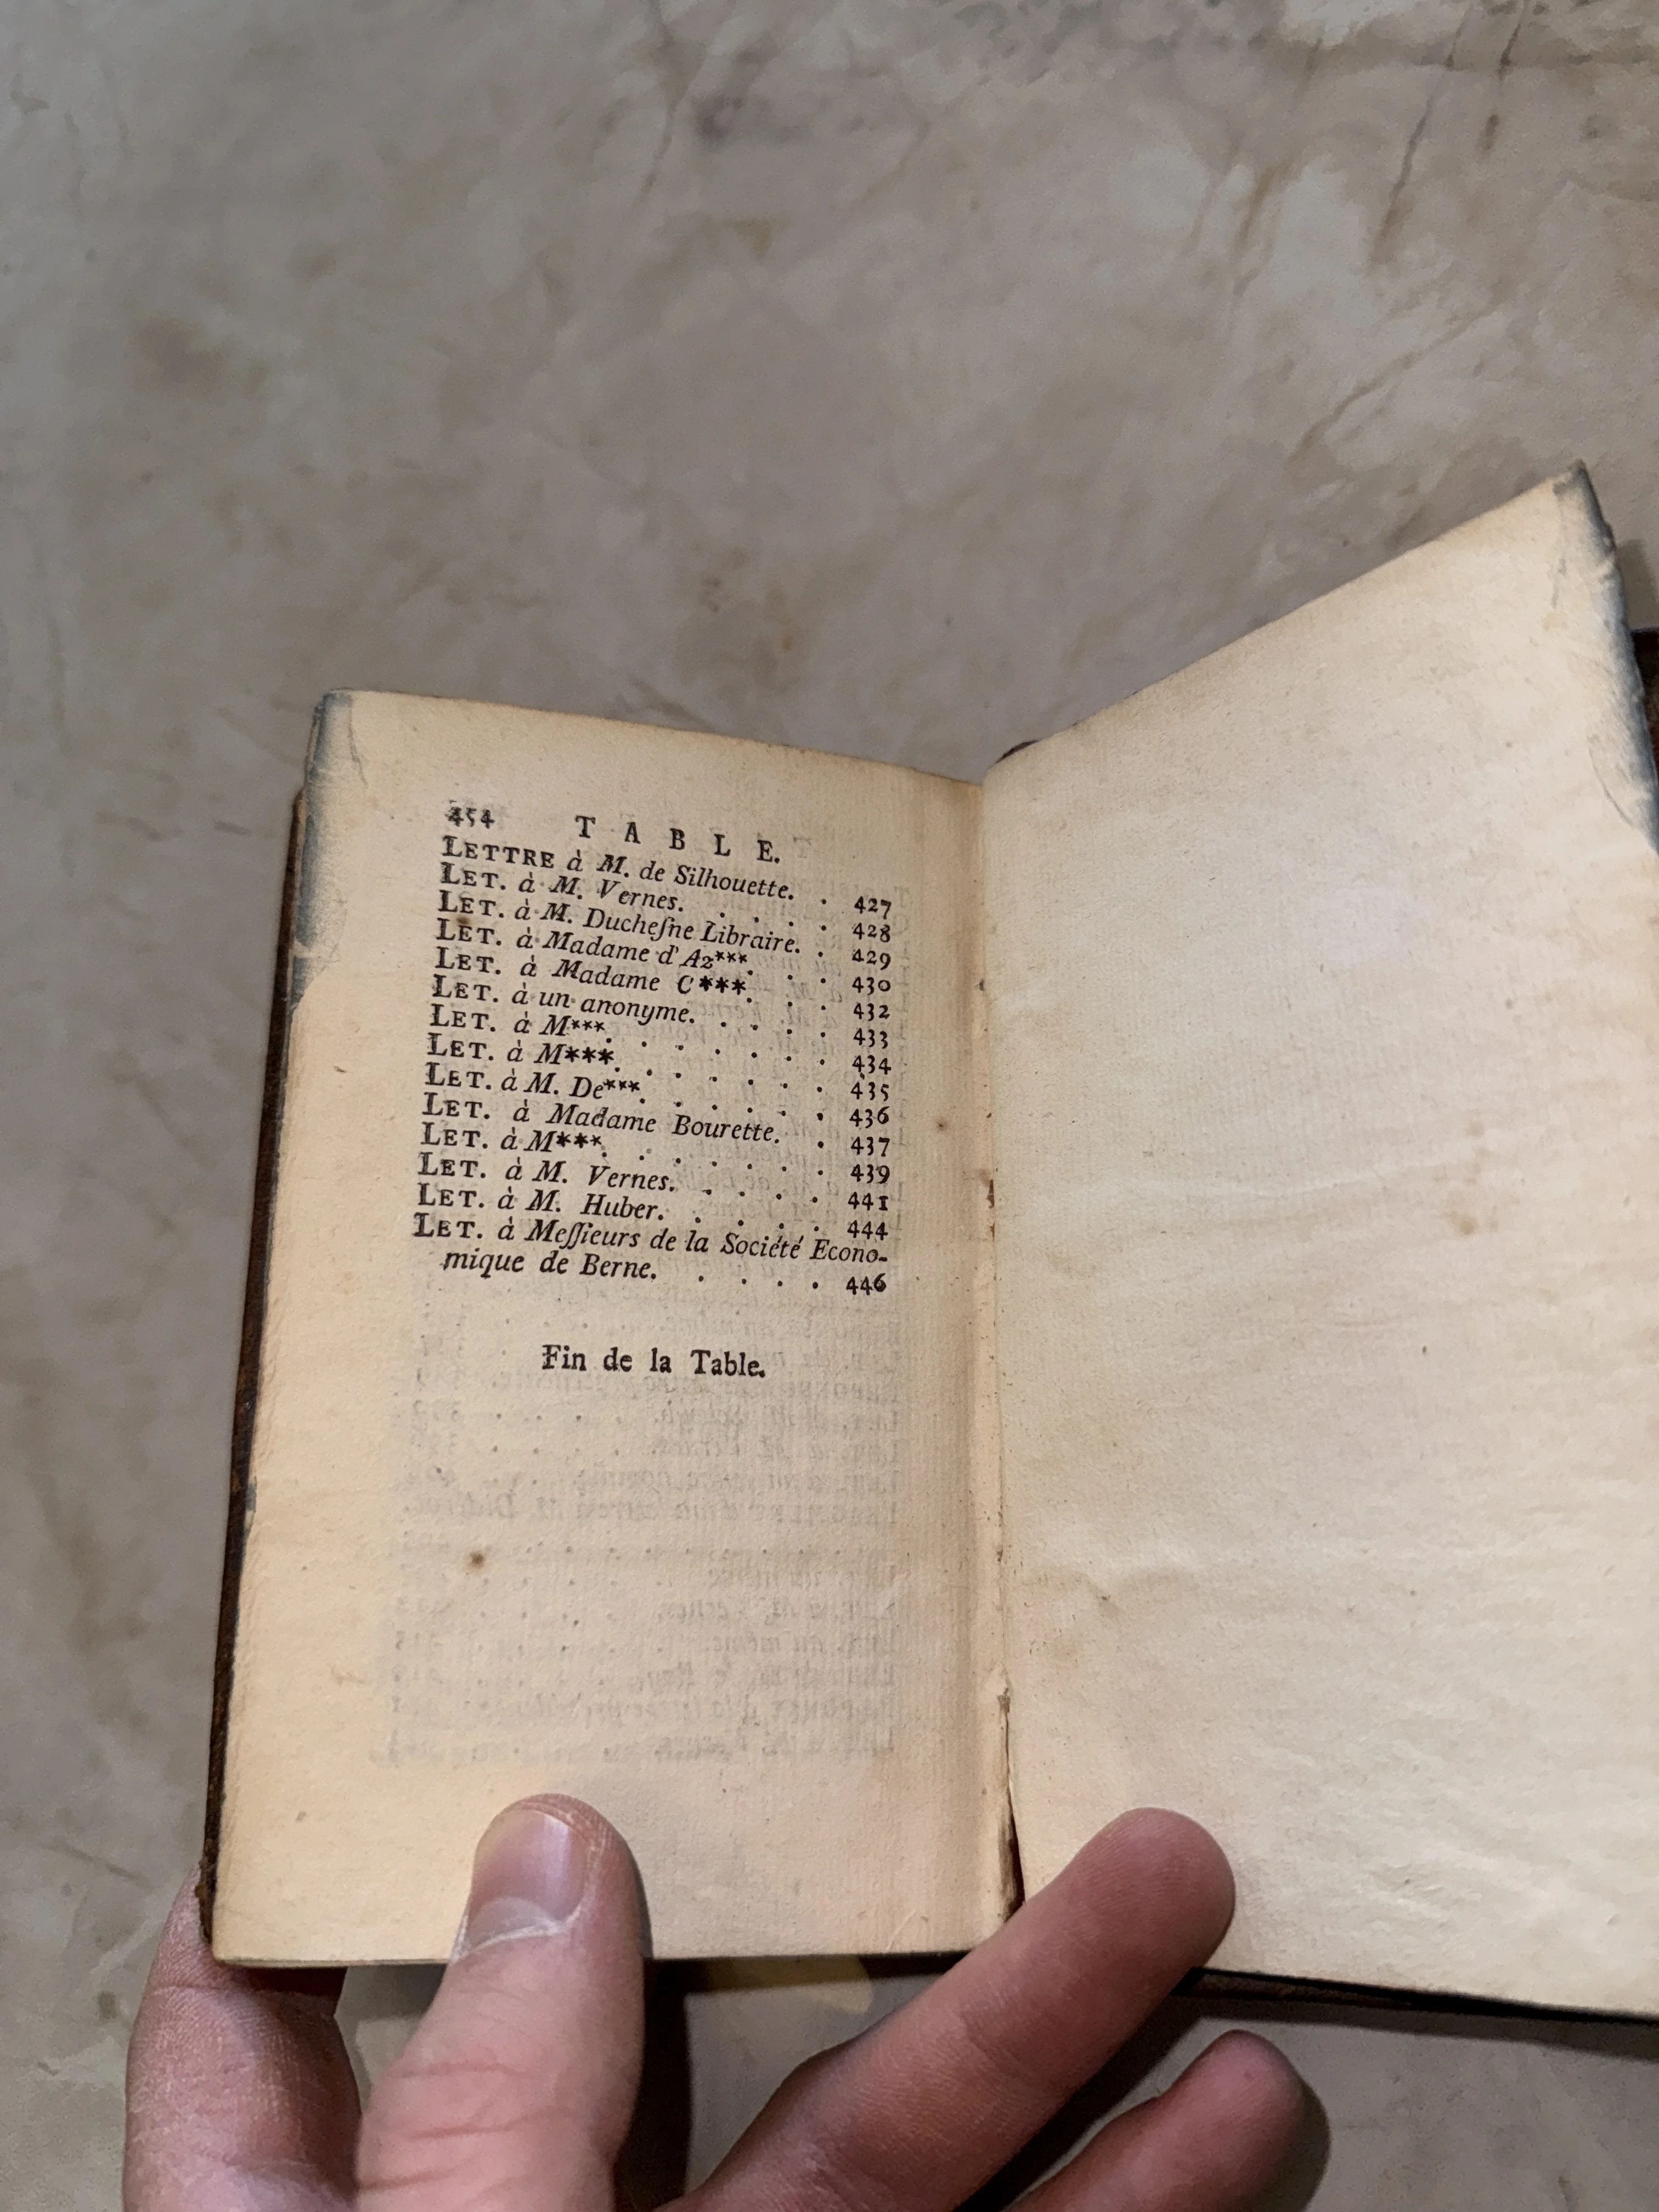 454 TABLE.
LETTRE à M. de Silhouette. . 427
LET. à M. Vernes. . . . . 428
LET. à M. Ducheſne Libraire. . 429
LET. à Madame d'Az***. . . 430
LET. à Madame C***. . . 432
LET. à un anonyme. . . . . 433
LET. à M***. . . . . . . 434
LET. à M***. . . . . . . 435
LET. à M. De***. . . . . . 436
LET. à Madame Bourette. . 437
LET. à M***. . . . . . . 439
LET. à M. Vernes. . . . . 441
LET. à M. Huber. . . . . 444
LET. à Meſſieurs de la Société Econo-
mique de Berne. . . . . 446
Fin de la Table.